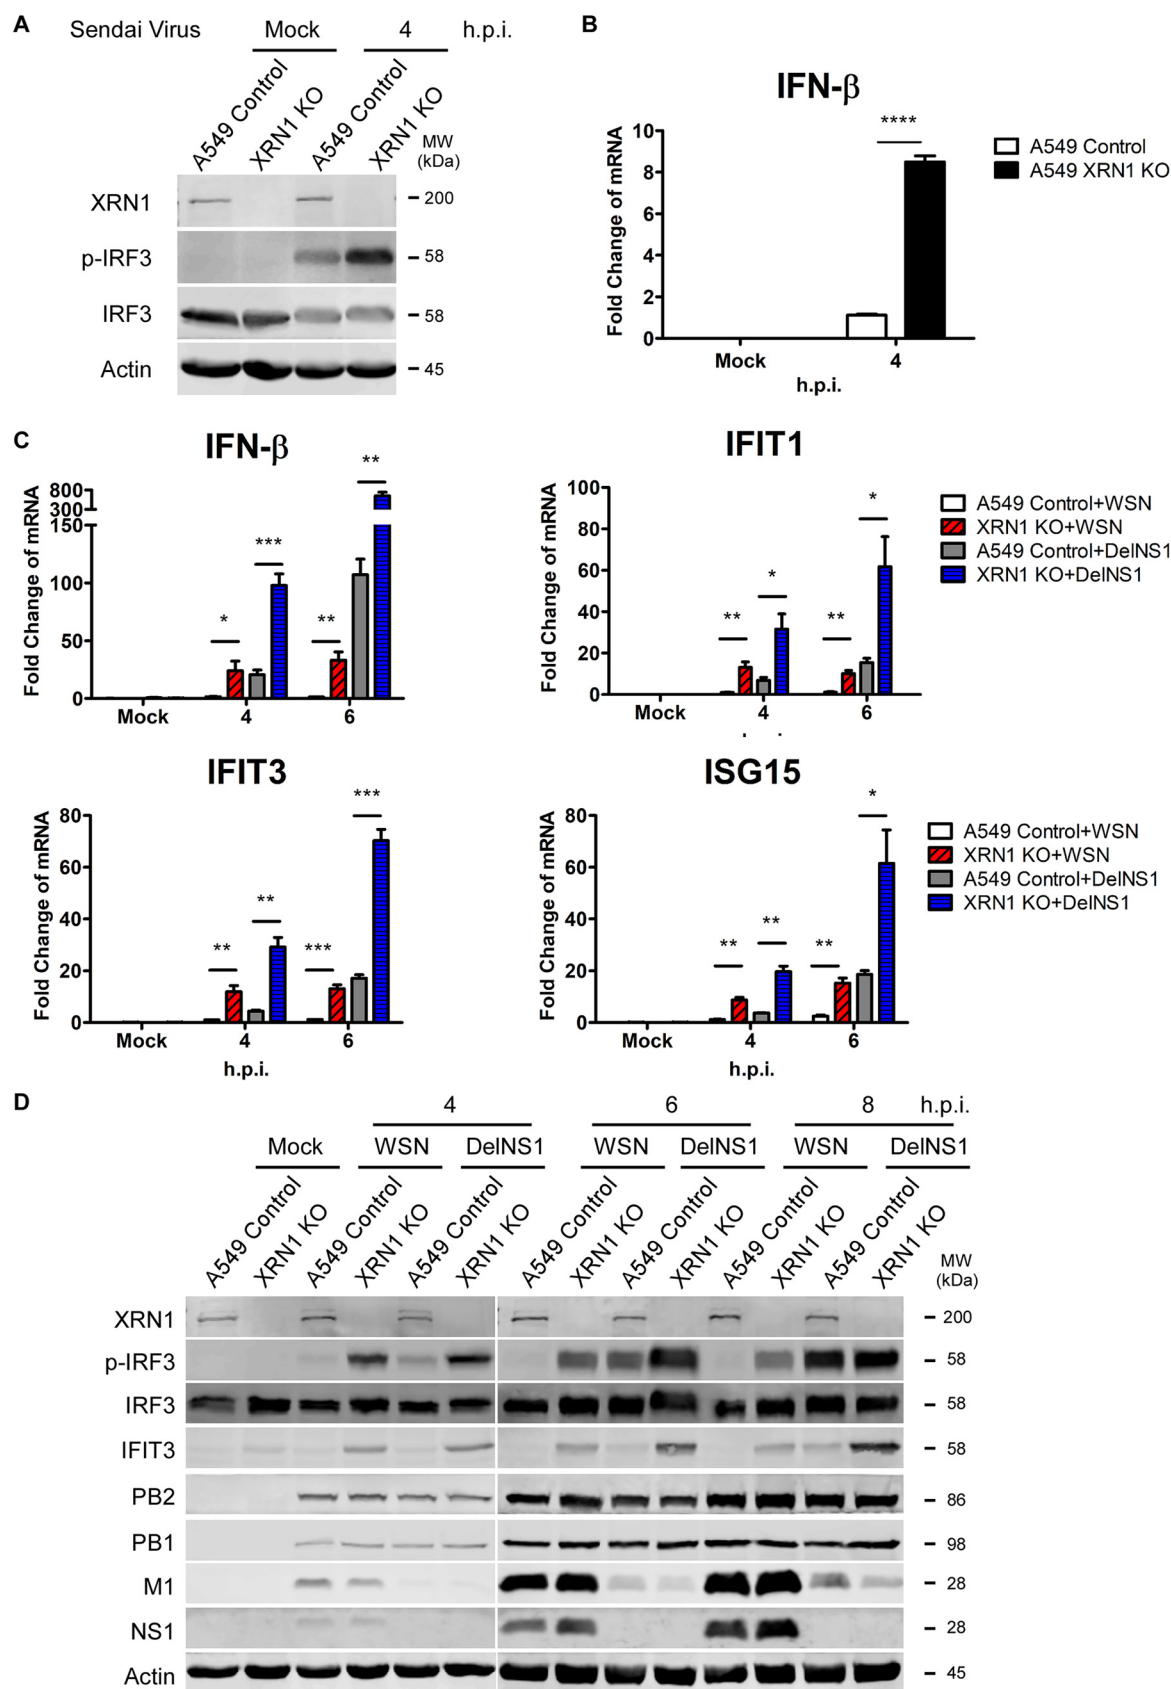 A
Sendai Virus Mock 4 h.p.i.
A549 Control
XRN1 KO
A549 Control
XRN1 KO
MW
(kDa)
XRN1 – 200
p-IRF3 – 58
IRF3 – 58
Actin – 45
B
IFN-β
Fold Change of mRNA
10
8
6
4
2
0
****
Mock 4
h.p.i.
A549 Control
A549 XRN1 KO
C
IFN-β
Fold Change of mRNA
800
300
150
100
50
0
* *** ** **
Mock 4 6
IFIT1
Fold Change of mRNA
100
80
60
40
20
0
** * ** *
Mock 4 6
A549 Control+WSN
XRN1 KO+WSN
A549 Control+DelNS1
XRN1 KO+DelNS1
IFIT3
Fold Change of mRNA
80
60
40
20
0
** ** *** ***
Mock 4 6
h.p.i.
ISG15
Fold Change of mRNA
80
60
40
20
0
** ** ** *
Mock 4 6
h.p.i.
A549 Control+WSN
XRN1 KO+WSN
A549 Control+DelNS1
XRN1 KO+DelNS1
D
4 6 8 h.p.i.
Mock WSN DelNS1 WSN DelNS1 WSN DelNS1
A549 Control
XRN1 KO
A549 Control
XRN1 KO
A549 Control
XRN1 KO
A549 Control
XRN1 KO
A549 Control
XRN1 KO
A549 Control
XRN1 KO
A549 Control
XRN1 KO
MW
(kDa)
XRN1 – 200
p-IRF3 – 58
IRF3 – 58
IFIT3 – 58
PB2 – 86
PB1 – 98
M1 – 28
NS1 – 28
Actin – 45